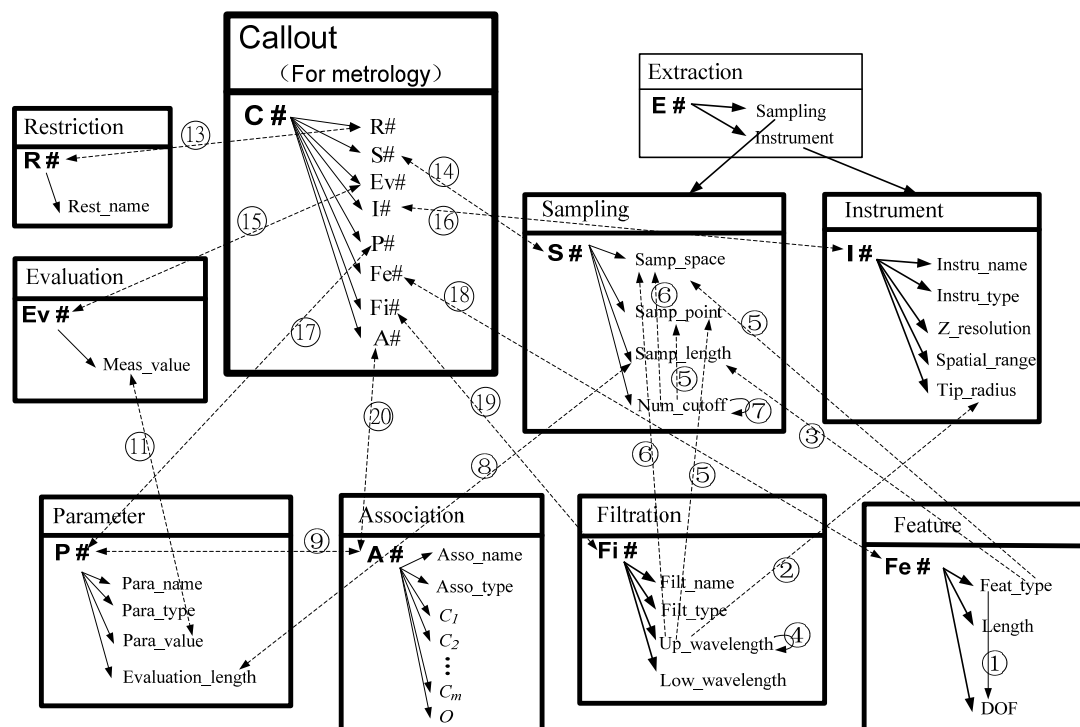 Callout
（For metrology）
C #
R#
S#
Ev#
I#
P#
Fe#
Fi#
A#
Restriction
R #
Rest_name
Evaluation
Ev #
Meas_value
Extraction
E #
Sampling
Instrument
Sampling
S #
Samp_space
Samp_point
Samp_length
Num_cutoff
Instrument
I #
Instru_name
Instru_type
Z_resolution
Spatial_range
Tip_radius
⑬
⑭
⑮
⑯
⑰
⑱
⑲
⑳
⑪
⑧
⑨
⑥
⑤
⑤
⑦
③
⑥
⑤
②
Parameter
P #
Para_name
Para_type
Para_value
Evaluation_length
Association
A #
Asso_name
Asso_type
C1
C2
⋮
Cm
O
Filtration
Fi #
Filt_name
Filt_type
Up_wavelength
④
Low_wavelength
Feature
Fe #
Feat_type
Length
①
DOF